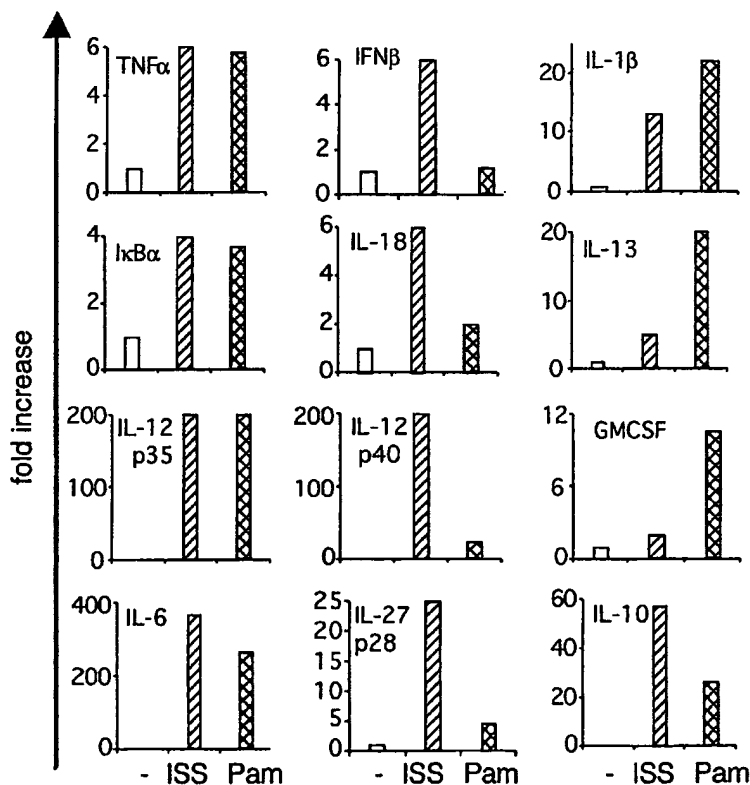 fold increase
6
4
2
0
TNFα
6
4
2
0
IFNβ
20
10
0
IL-1β
4
2
0
IκBα
6
4
2
0
IL-18
20
10
0
IL-13
200
100
0
IL-12
p35
200
100
0
IL-12
p40
12
6
0
GMCSF
400
200
0
IL-6
25
20
15
10
5
0
IL-27
p28
60
40
20
0
IL-10
- ISS Pam
- ISS Pam
- ISS Pam